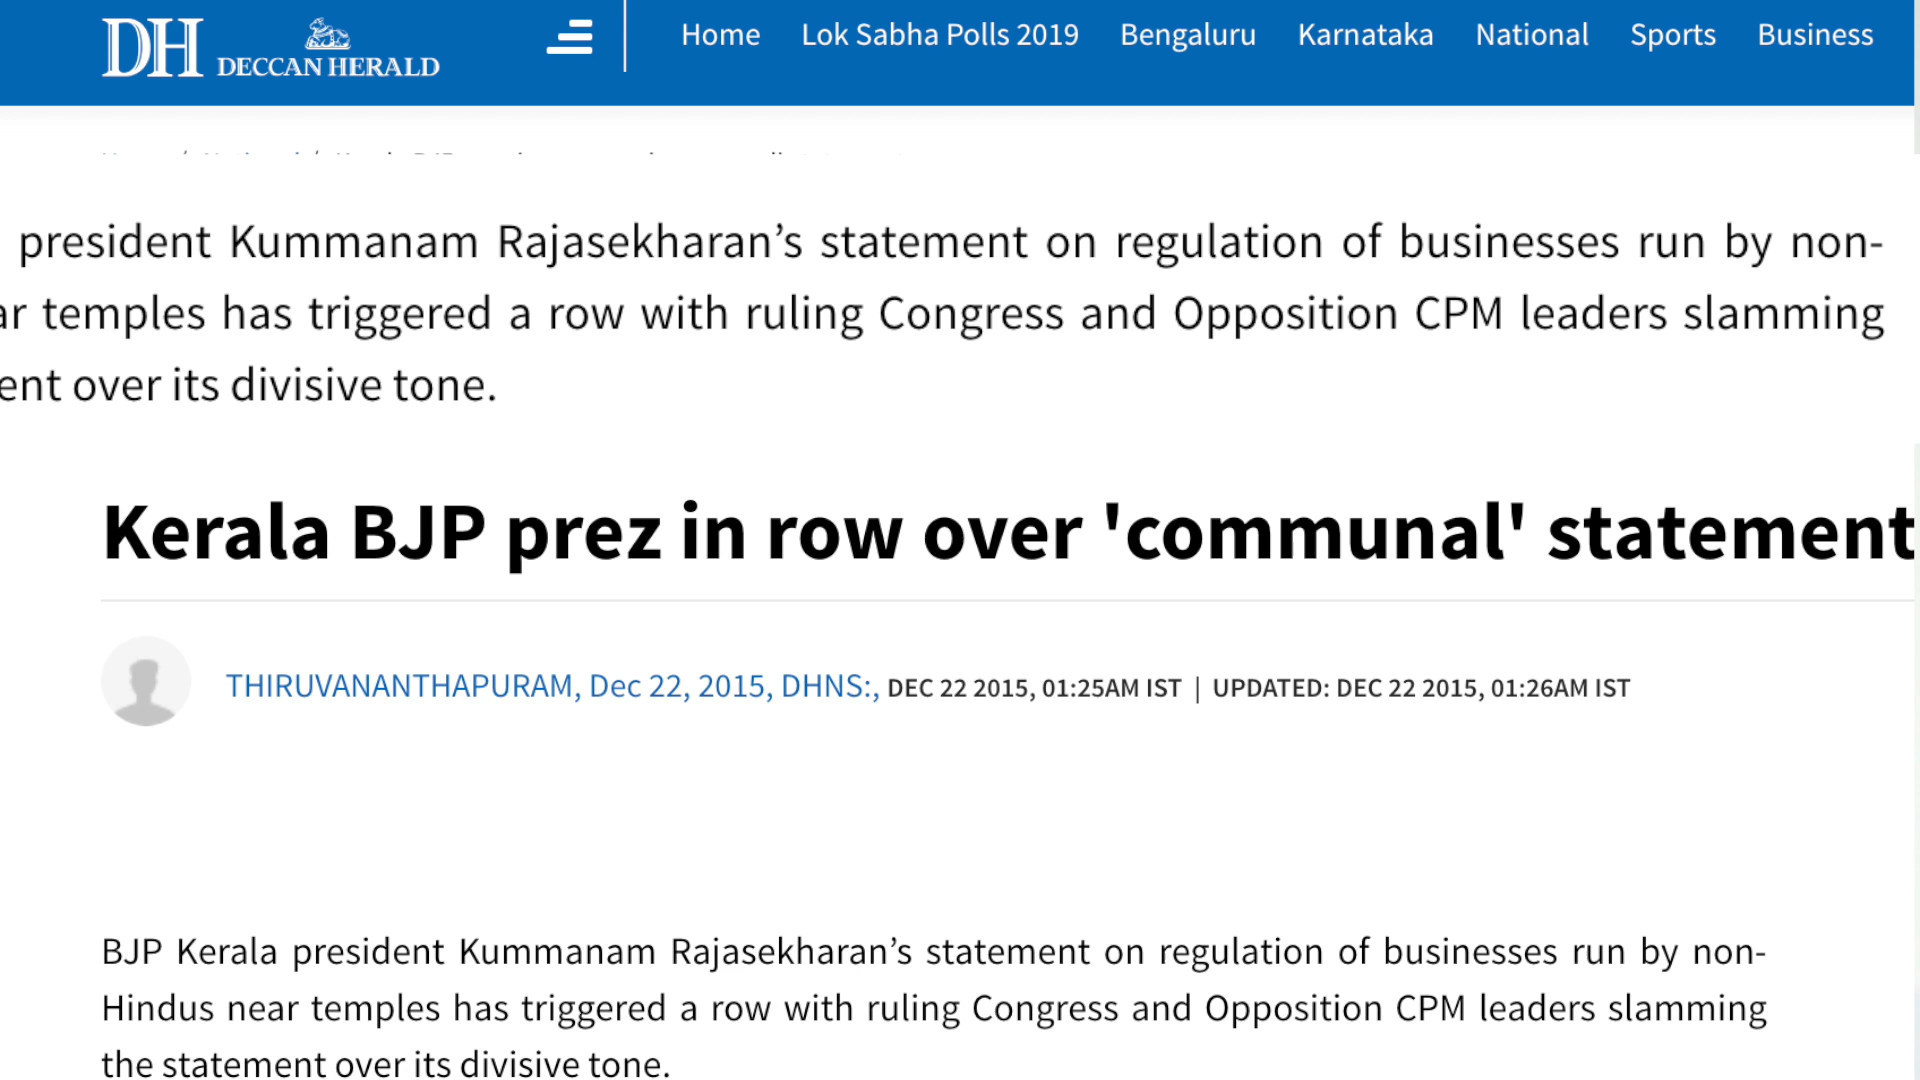 DH DECCAN HERALD
Home Lok Sabha Polls 2019 Bengaluru Karnataka National Sports Business
president Kummanam Rajasekharan’s statement on regulation of businesses run by non-
ar temples has triggered a row with ruling Congress and Opposition CPM leaders slamming
ent over its divisive tone.
Kerala BJP prez in row over 'communal' statement
THIRUVANANTHAPURAM, Dec 22, 2015, DHNS:, DEC 22 2015, 01:25AM IST | UPDATED: DEC 22 2015, 01:26AM IST
BJP Kerala president Kummanam Rajasekharan’s statement on regulation of businesses run by non-
Hindus near temples has triggered a row with ruling Congress and Opposition CPM leaders slamming
the statement over its divisive tone.